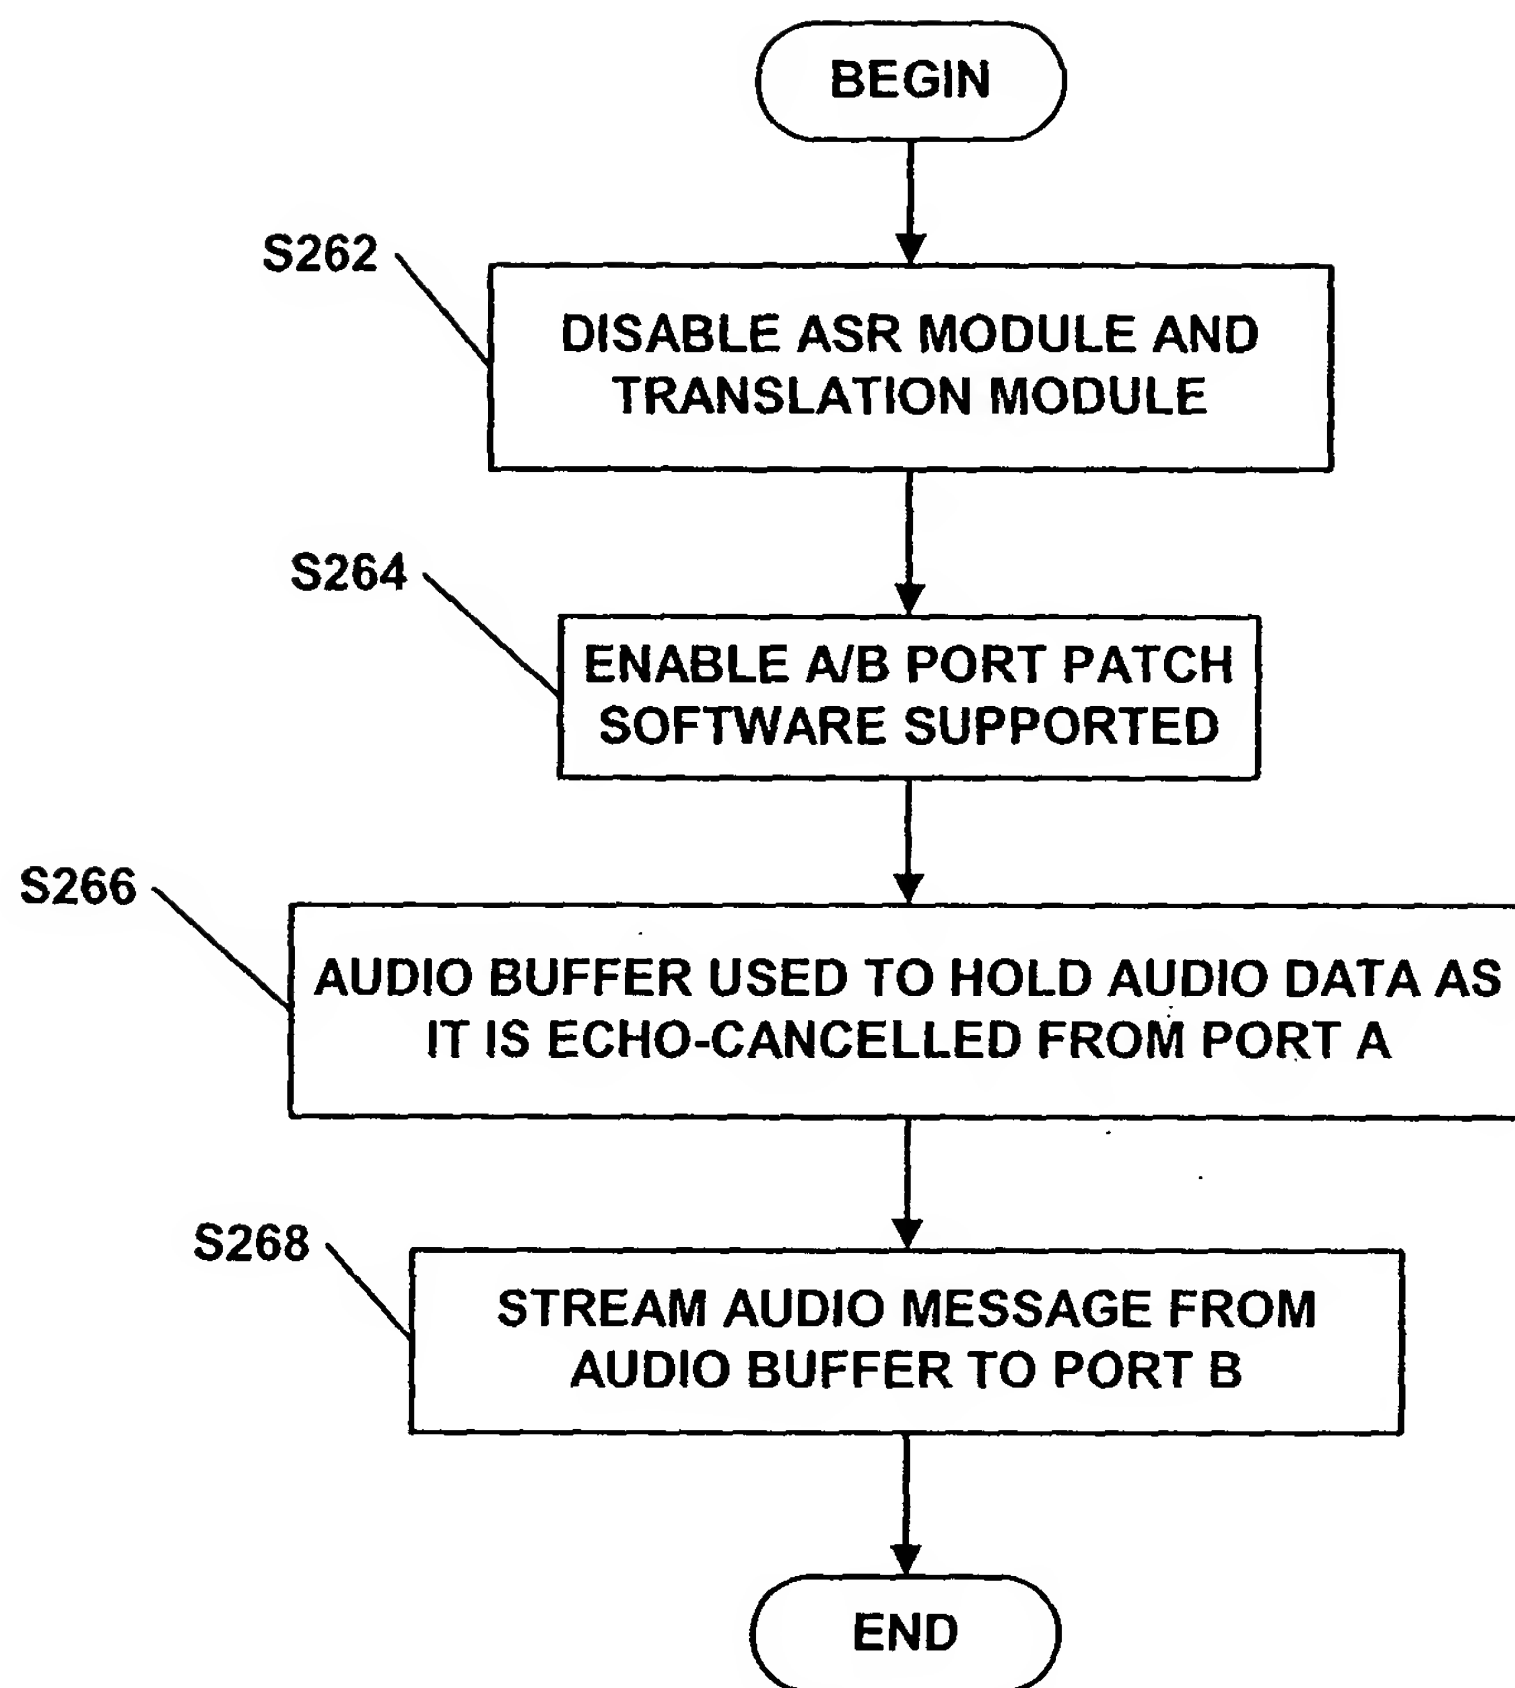 BEGIN
S262
DISABLE ASR MODULE AND
TRANSLATION MODULE
S264
ENABLE A/B PORT PATCH
SOFTWARE SUPPORTED
S266
AUDIO BUFFER USED TO HOLD AUDIO DATA AS
IT IS ECHO-CANCELLED FROM PORT A
S268
STREAM AUDIO MESSAGE FROM
AUDIO BUFFER TO PORT B
END